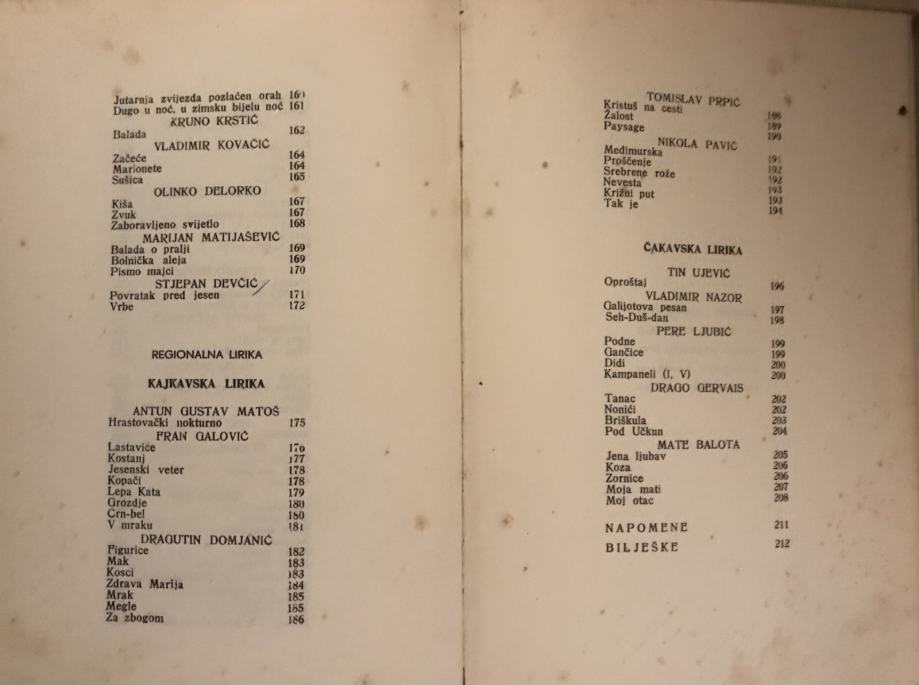 Jutarnja zvijezda pozlaćen orah 160
Dugo u noć, u zimsku bijelu noć 161
KRUNO KRSTIĆ
Balada 162
VLADIMIR KOVAČIĆ
Začeće 164
Marionete 164
Sušica 165
OLINKO DELORKO
Kiša 167
Zvuk 167
Zaboravljeno svijetlo 168
MARIJAN MATIJAŠEVIĆ
Balada o pralji 169
Bolnička aleja 169
Pismo majci 170
STJEPAN DEVČIĆ
Povratak pred jesen 171
Vrbe 172
REGIONALNA LIRIKA
KAJKAVSKA LIRIKA
ANTUN GUSTAV MATOŠ
Hrastovački nokturno 175
FRAN GALOVIĆ
Lastaviće 176
Kostanj 177
Jesenski veter 178
Kopači 178
Lepa Kata 179
Grozdje 180
Crn-bel 180
V mraku 181
DRAGUTIN DOMJANIĆ
Figurice 182
Mak 183
Kosci 183
Zdrava Marija 184
Mrak 185
Megle 185
Za zbogom 186
TOMISLAV PRPIĆ
Kristuš na cesti 188
Žalost 189
Paysage 190
NIKOLA PAVIĆ
Međimurska 191
Prošćenje 192
Srebrene rože 192
Nevesta 193
Križni put 193
Tak je 194
ČAKAVSKA LIRIKA
TIN UJEVIĆ
Oproštaj 196
VLADIMIR NAZOR
Galijotova pesan 197
Seh-Duš-dan 198
PERE LJUBIĆ
Podne 199
Gančice 199
Didi 200
Kampaneli (I, V) 200
DRAGO GERVAIS
Tanac 202
Nonići 202
Briškula 203
Pod Učkun 204
MATE BALOTA
Jena ljubav 205
Koza 206
Zornice 206
Moja mati 207
Moj otac 208
NAPOMENE 211
BILJEŠKE 212